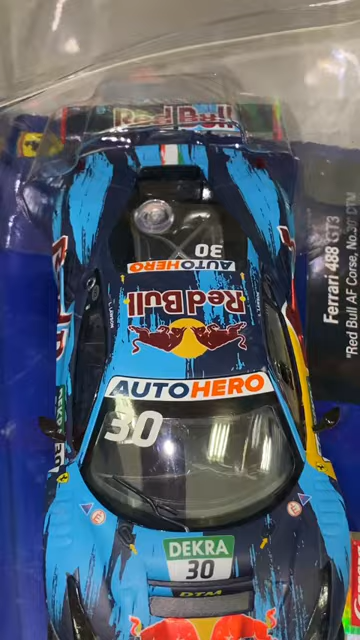 Red Bull
30
AUTOHERO
Red Bull
AUTOHERO
30
DEKRA
30
DTM
Ferrari 488 GT3
"Red Bull AF Corse, No.30"